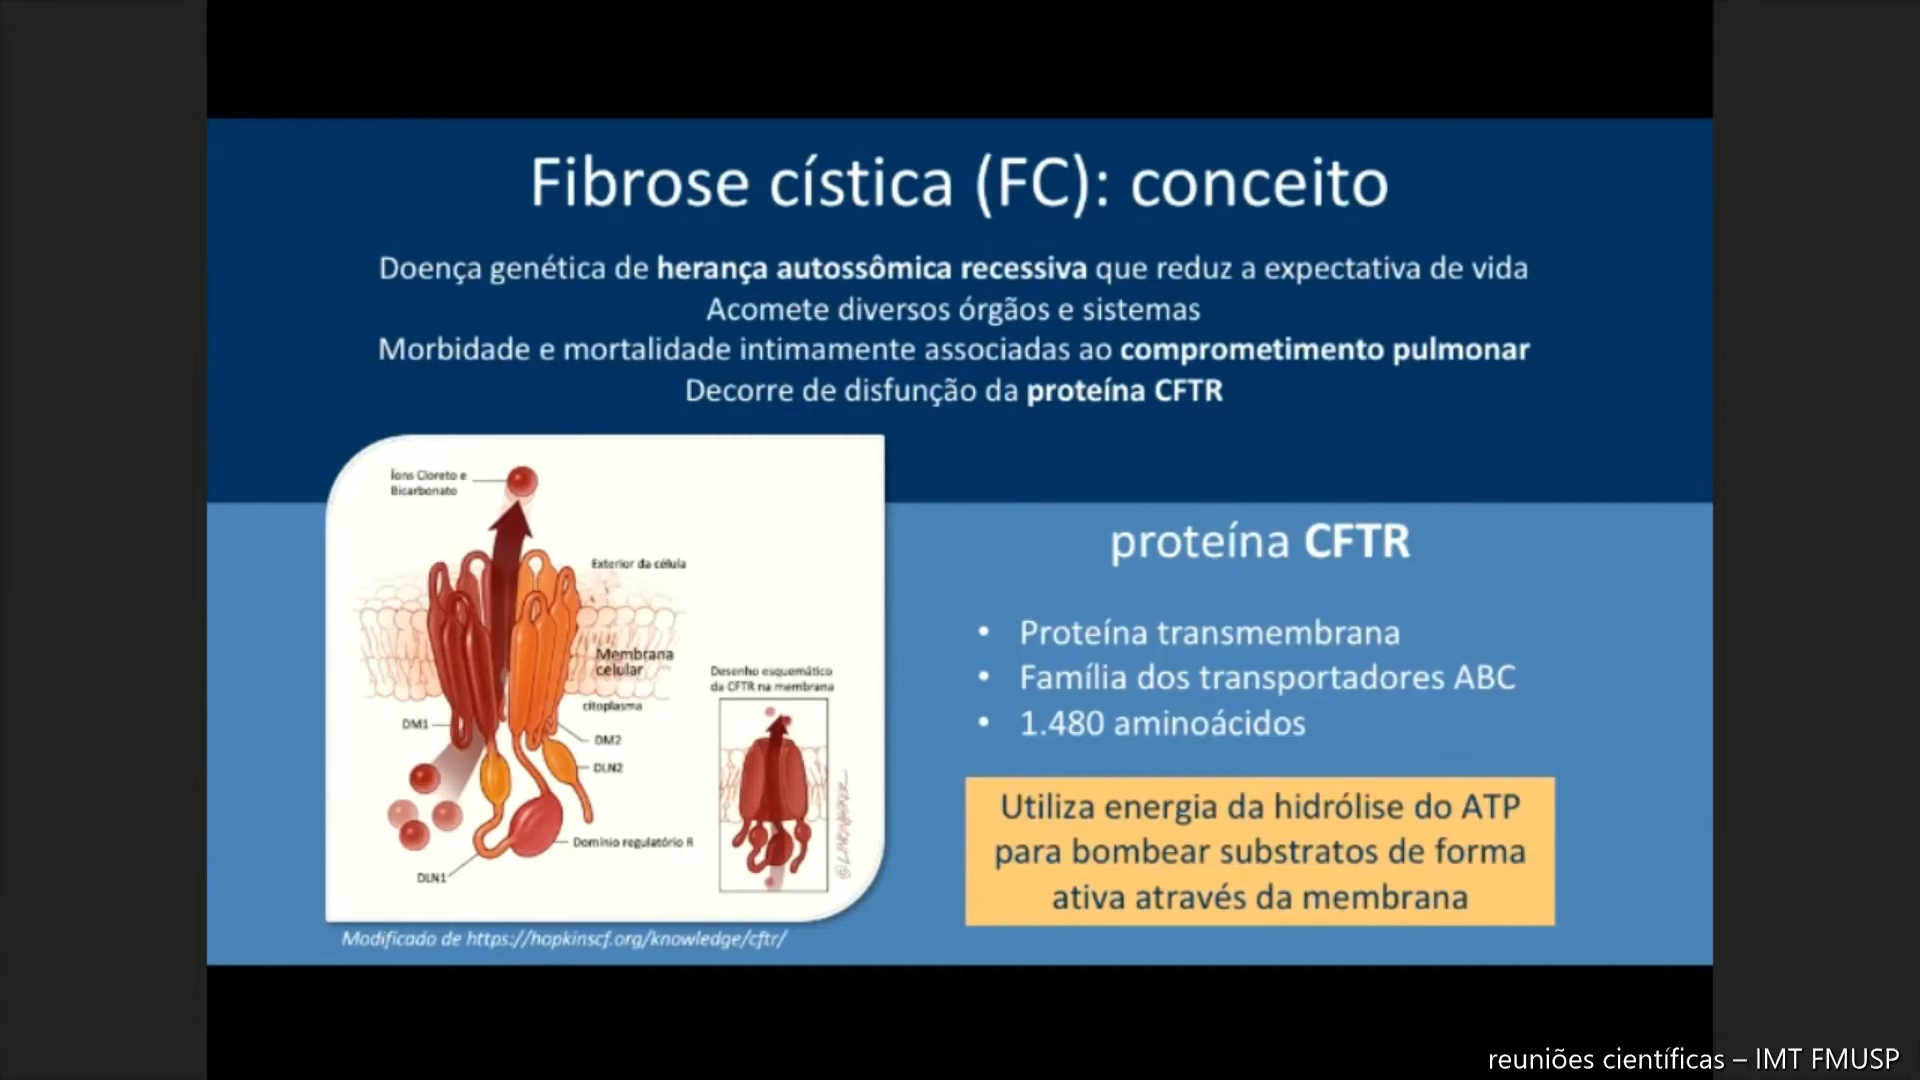 Fibrose cística (FC): conceito
Doença genética de herança autossômica recessiva que reduz a expectativa de vida
Acomete diversos órgãos e sistemas
Morbidade e mortalidade intimamente associadas ao comprometimento pulmonar
Decorre de disfunção da proteína CFTR
Íons Cloreto e
Bicarbonato
Exterior da célula
Membrana
celular
citoplasma
DM1
DM2
DLN2
Domínio regulatório R
DLN1
Desenho esquemático
da CFTR na membrana
Modificado de https://hopkinscf.org/knowledge/cftr/
proteína CFTR
• Proteína transmembrana
• Família dos transportadores ABC
• 1.480 aminoácidos
Utiliza energia da hidrólise do ATP
para bombear substratos de forma
ativa através da membrana
reuniões científicas – IMT FMUSP